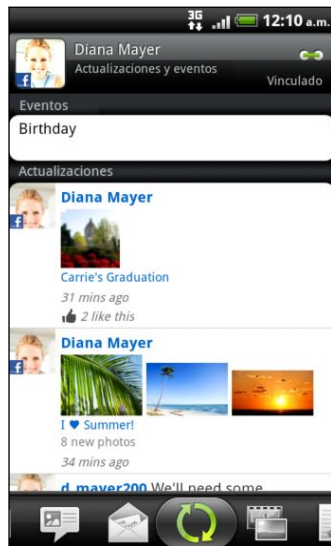 3G
12:10 a.m.
Diana Mayer
Actualizaciones y eventos
Vinculado
Eventos
Birthday
Actualizaciones
Diana Mayer
Carrie's Graduation
31 mins ago
2 like this
Diana Mayer
I ♥ Summer!
8 new photos
34 mins ago
d_mayer200 We'll need some